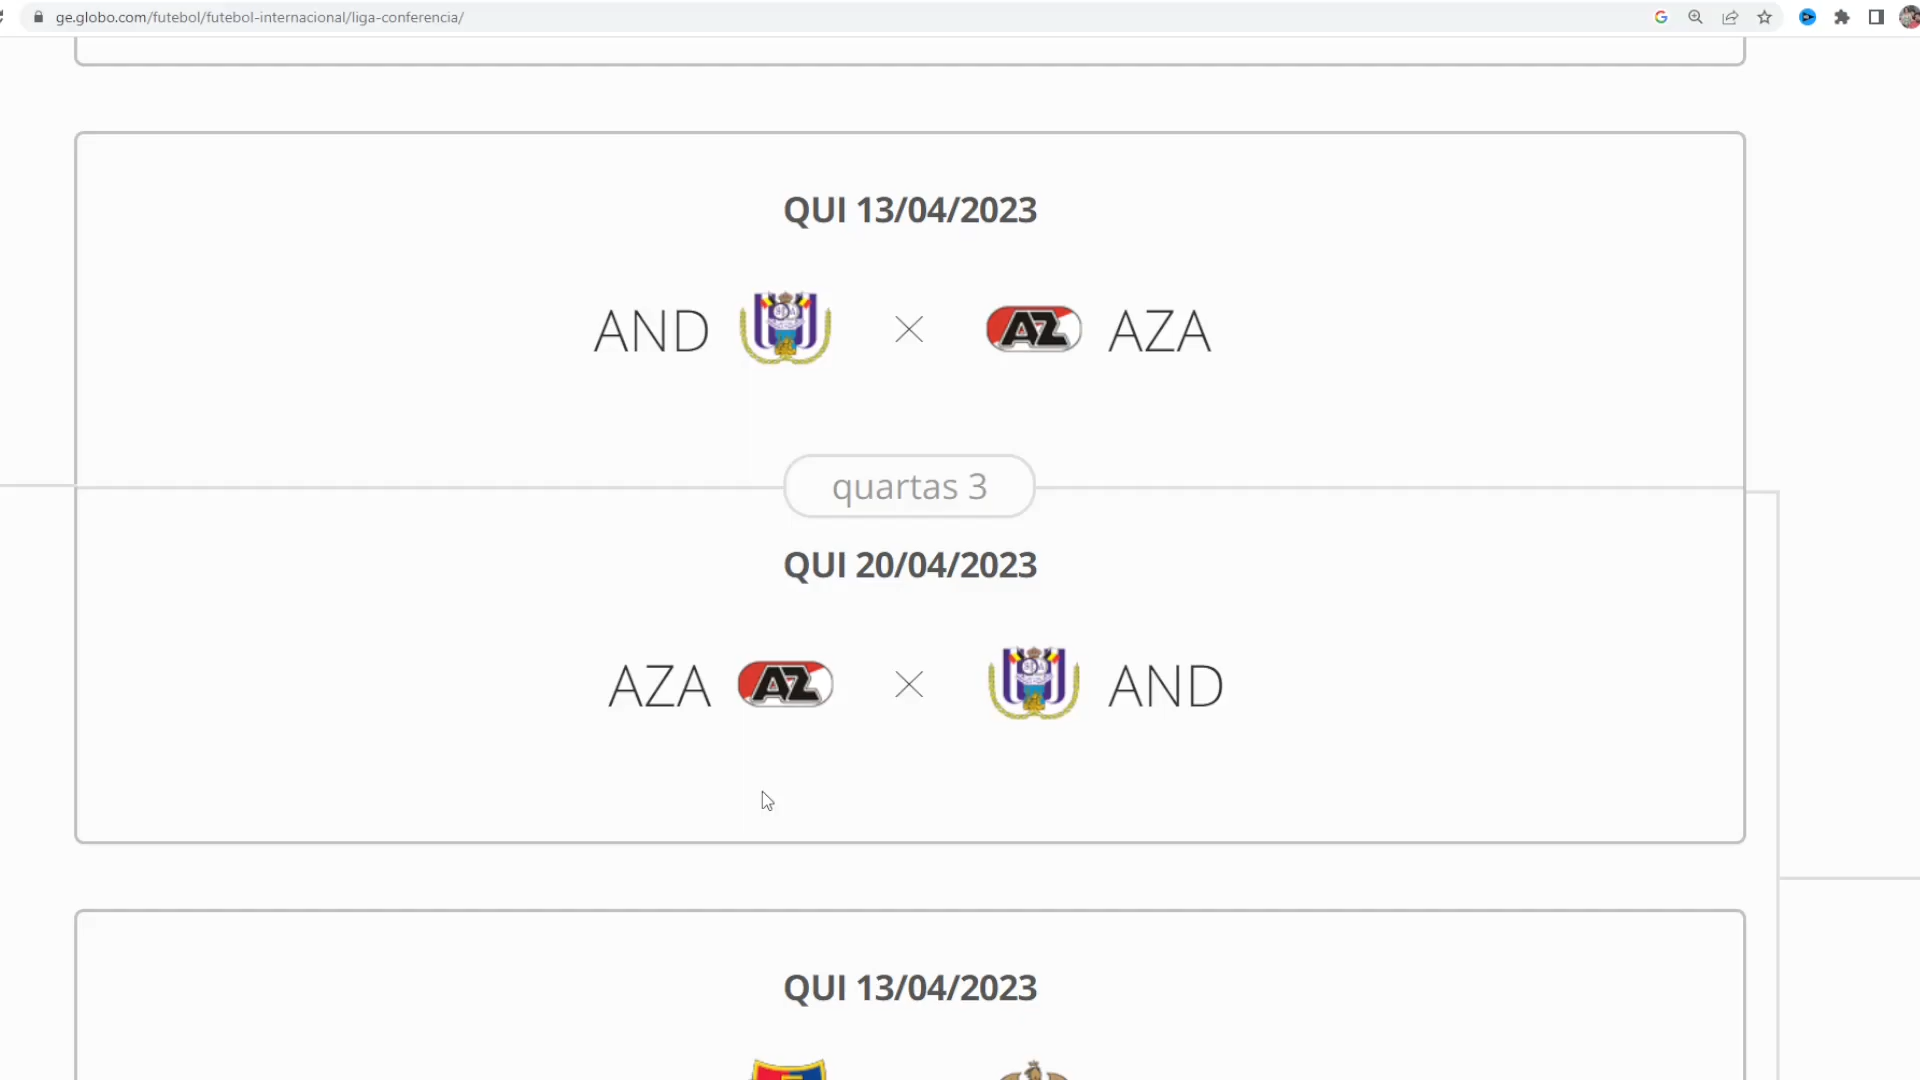 ge.globo.com/futebol/futebol-internacional/liga-conferencia/
QUI 13/04/2023
AND AZ AZA
quartas 3
QUI 20/04/2023
AZA AZ AND
QUI 13/04/2023